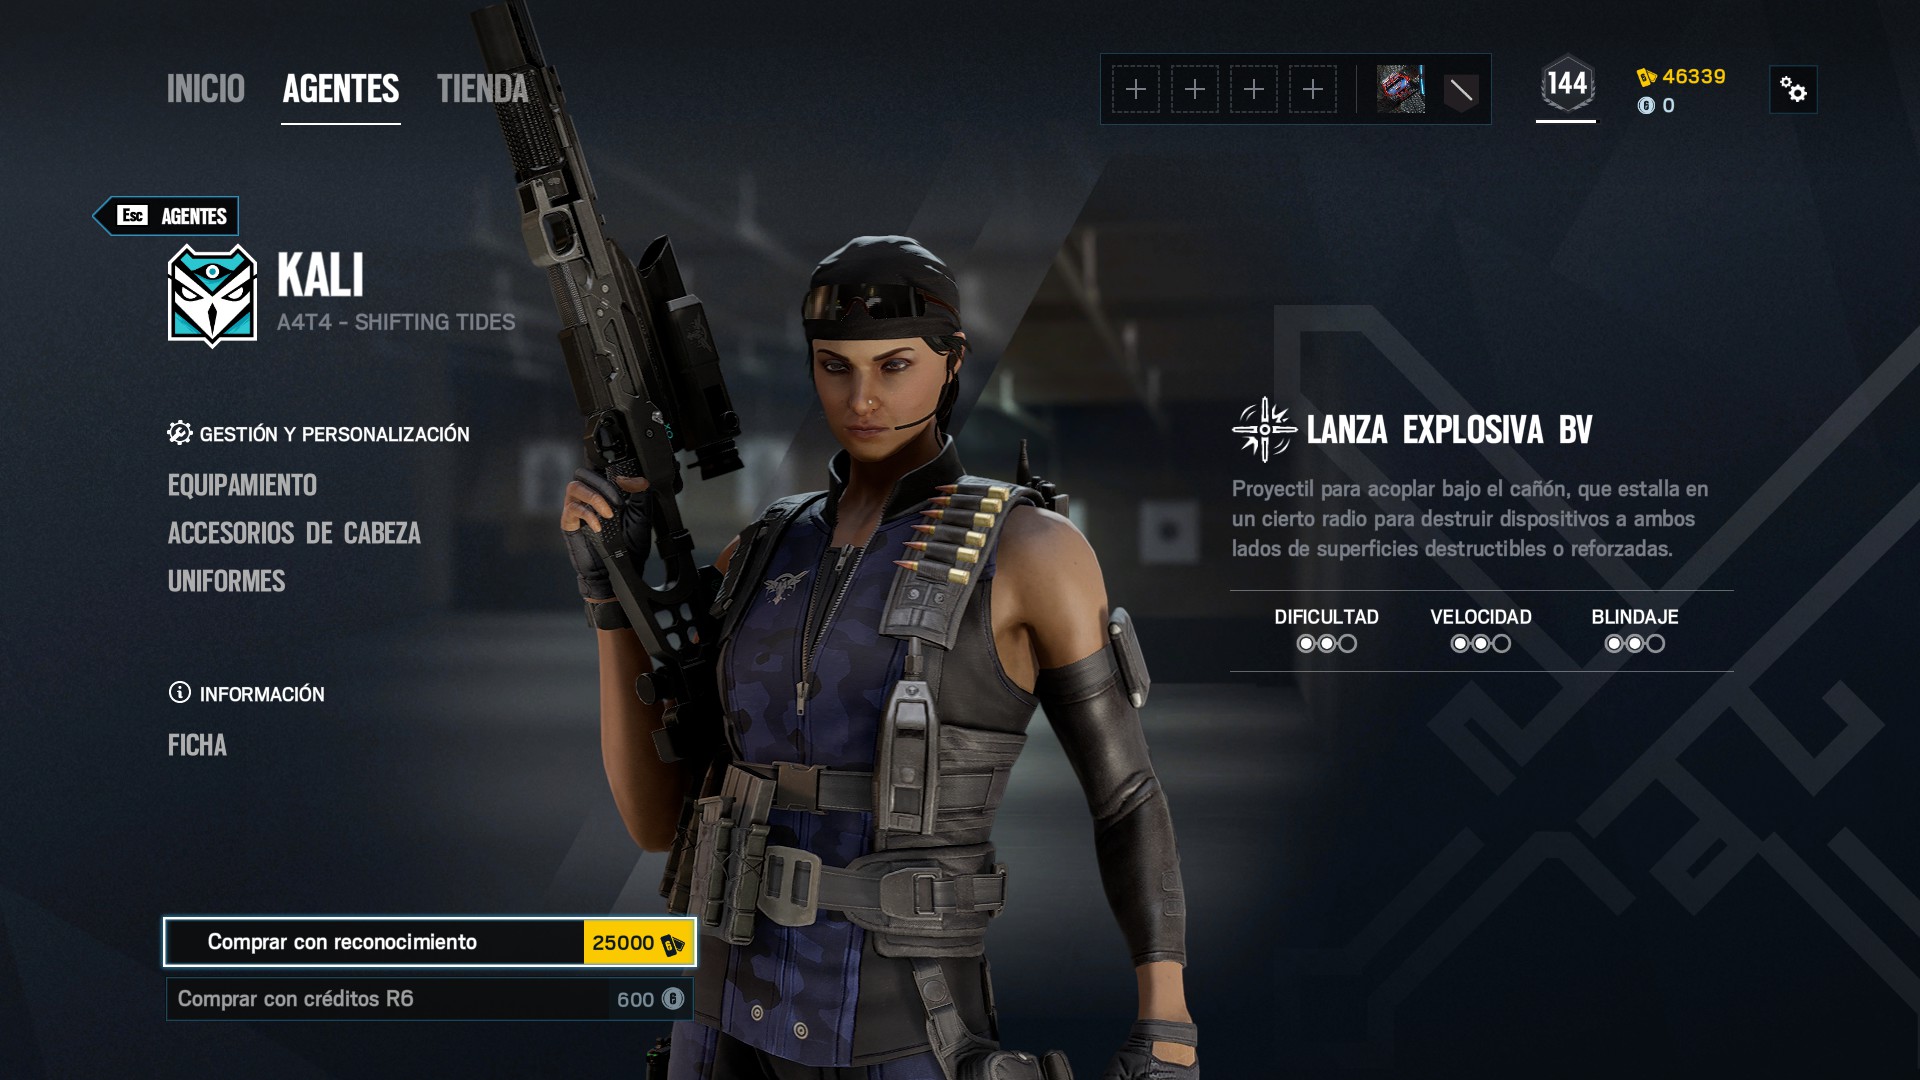 INICIO AGENTES TIENDA
144
46339
0
Esc AGENTES
KALI
A4T4 - SHIFTING TIDES
GESTIÓN Y PERSONALIZACIÓN
EQUIPAMIENTO
ACCESORIOS DE CABEZA
UNIFORMES
INFORMACIÓN
FICHA
LANZA EXPLOSIVA BV
Proyectil para acoplar bajo el cañón, que estalla en
un cierto radio para destruir dispositivos a ambos
lados de superficies destructibles o reforzadas.
DIFICULTAD VELOCIDAD BLINDAJE
Comprar con reconocimiento 25000
Comprar con créditos R6 600